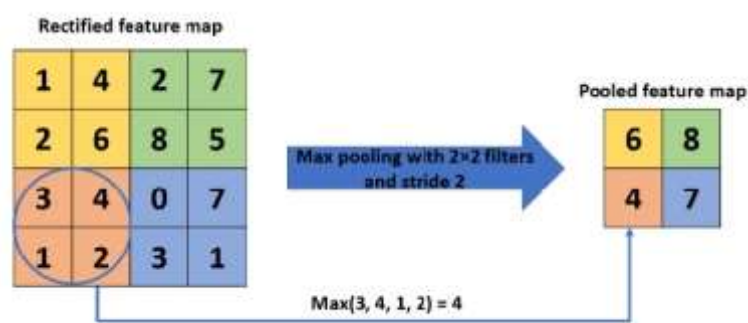 Rectified feature map
1 4 2 7
2 6 8 5
3 4 0 7
1 2 3 1
Max pooling with 2×2 filters
and stride 2
Pooled feature map
6 8
4 7
Max(3, 4, 1, 2) = 4